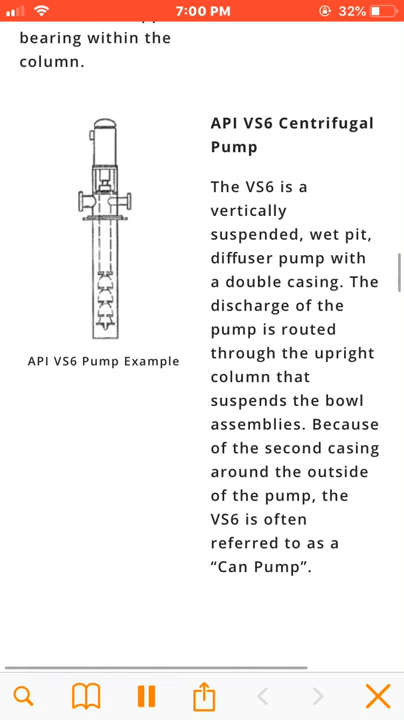 7:00 PM
32%
bearing within the
column.
API VS6 Centrifugal
Pump
The VS6 is a
vertically
suspended, wet pit,
diffuser pump with
a double casing. The
discharge of the
pump is routed
through the upright
column that
suspends the bowl
assemblies. Because
of the second casing
around the outside
of the pump, the
VS6 is often
referred to as a
“Can Pump”.
API VS6 Pump Example